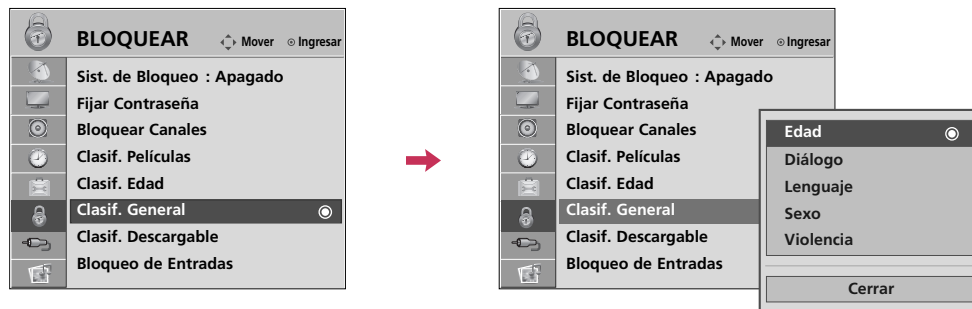 BLOQUEAR Mover Ingresar
Sist. de Bloqueo : Apagado
Fijar Contraseña
Bloquear Canales
Clasif. Películas
Clasif. Edad
Clasif. General
Clasif. Descargable
Bloqueo de Entradas
BLOQUEAR Mover Ingresar
Sist. de Bloqueo : Apagado
Fijar Contraseña
Bloquear Canales
Clasif. Películas
Clasif. Edad
Clasif. General
Clasif. Descargable
Bloqueo de Entradas
Edad
Diálogo
Lenguaje
Sexo
Violencia
Cerrar